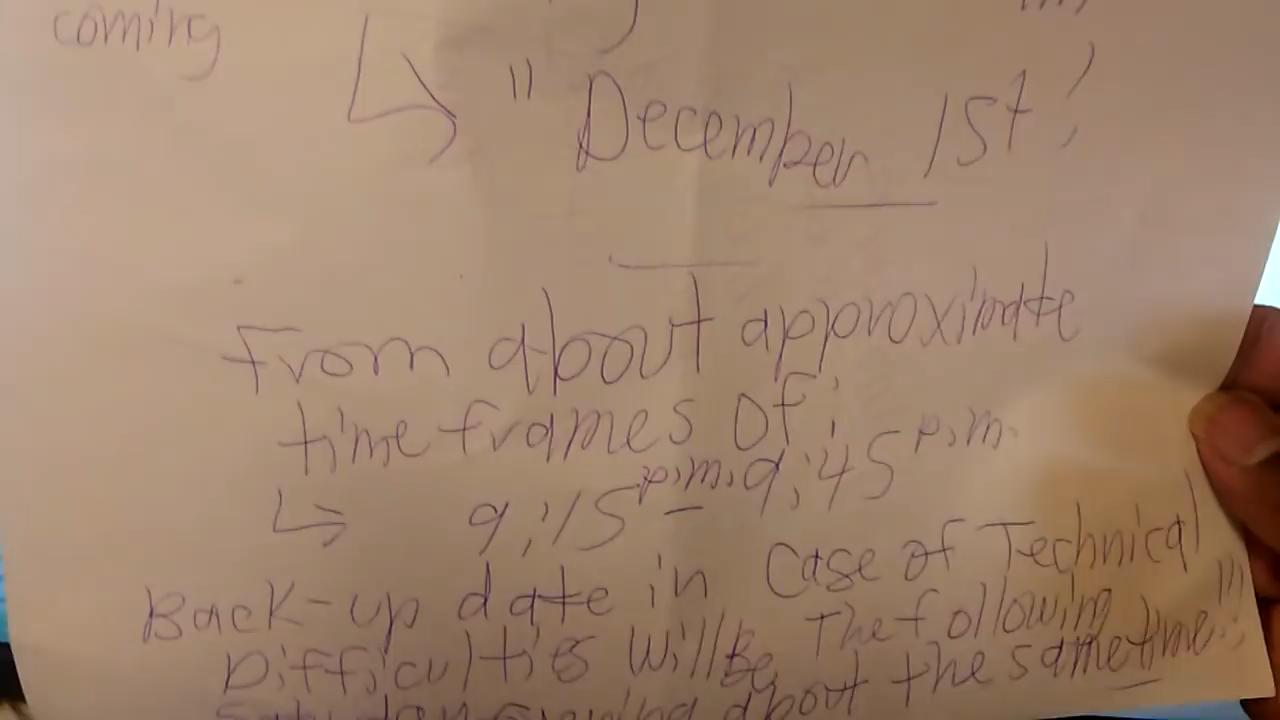 coming
" December 1st!
From about approximate
time frames of;
9;15 p.m. - 9;45 p.m.
Back-up date in Case of Technical
Difficulties Will Be The following
about the same time!!!